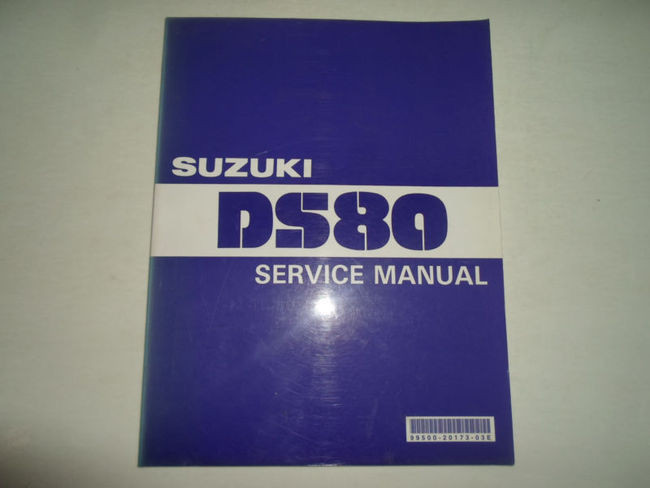 SUZUKI
DS80
SERVICE MANUAL
99500-20173-03E